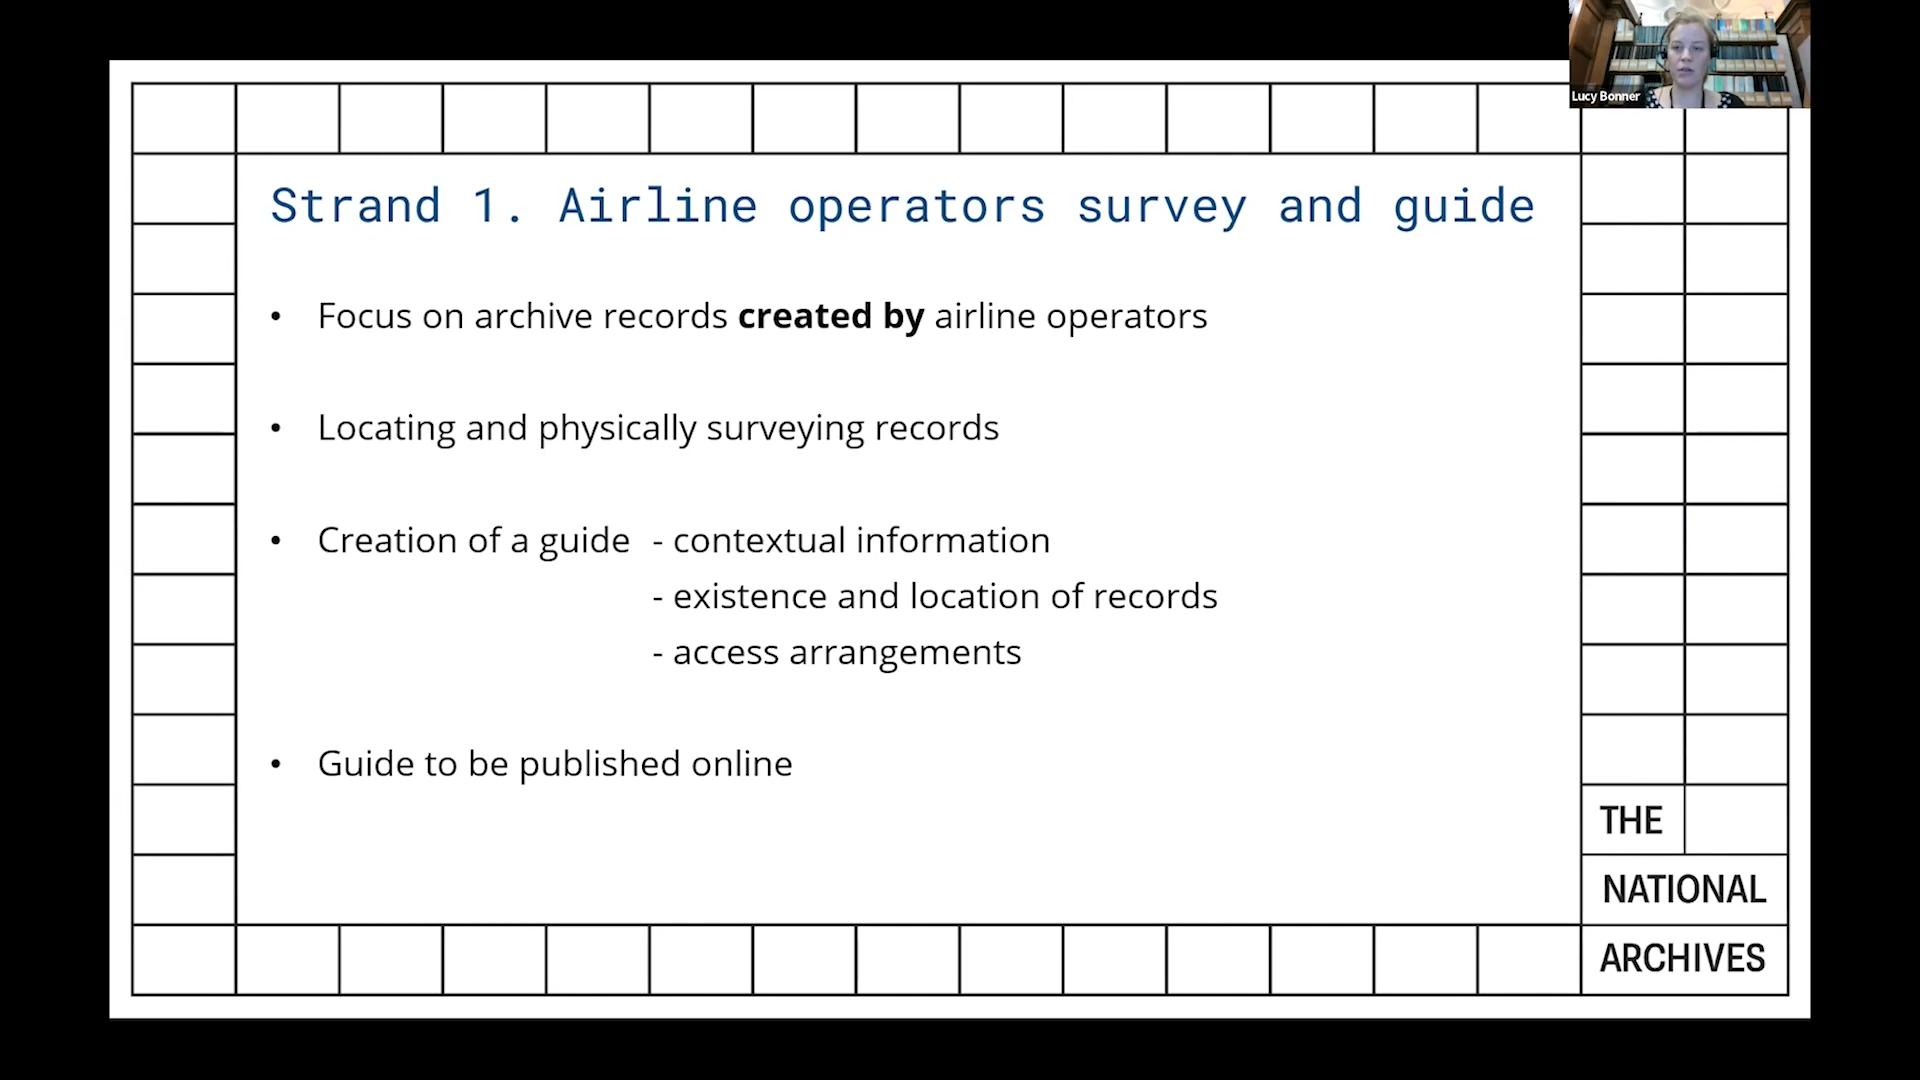 Lucy Bonner
Strand 1. Airline operators survey and guide
• Focus on archive records created by airline operators
• Locating and physically surveying records
• Creation of a guide - contextual information
- existence and location of records
- access arrangements
• Guide to be published online
THE
NATIONAL
ARCHIVES